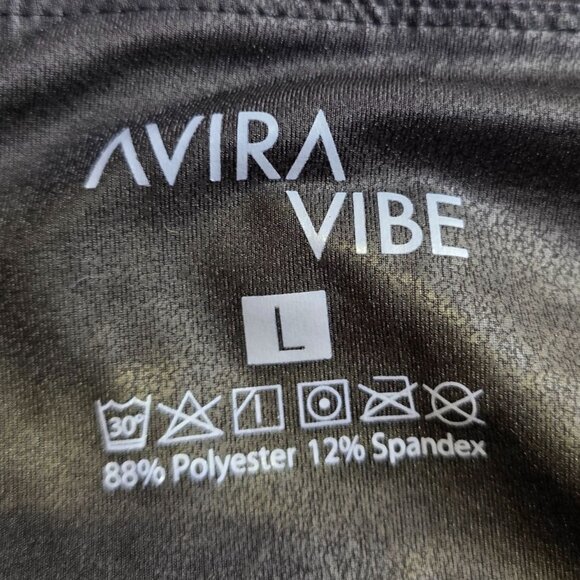 AVIRA
VIBE
L
30°
88% Polyester 12% Spandex